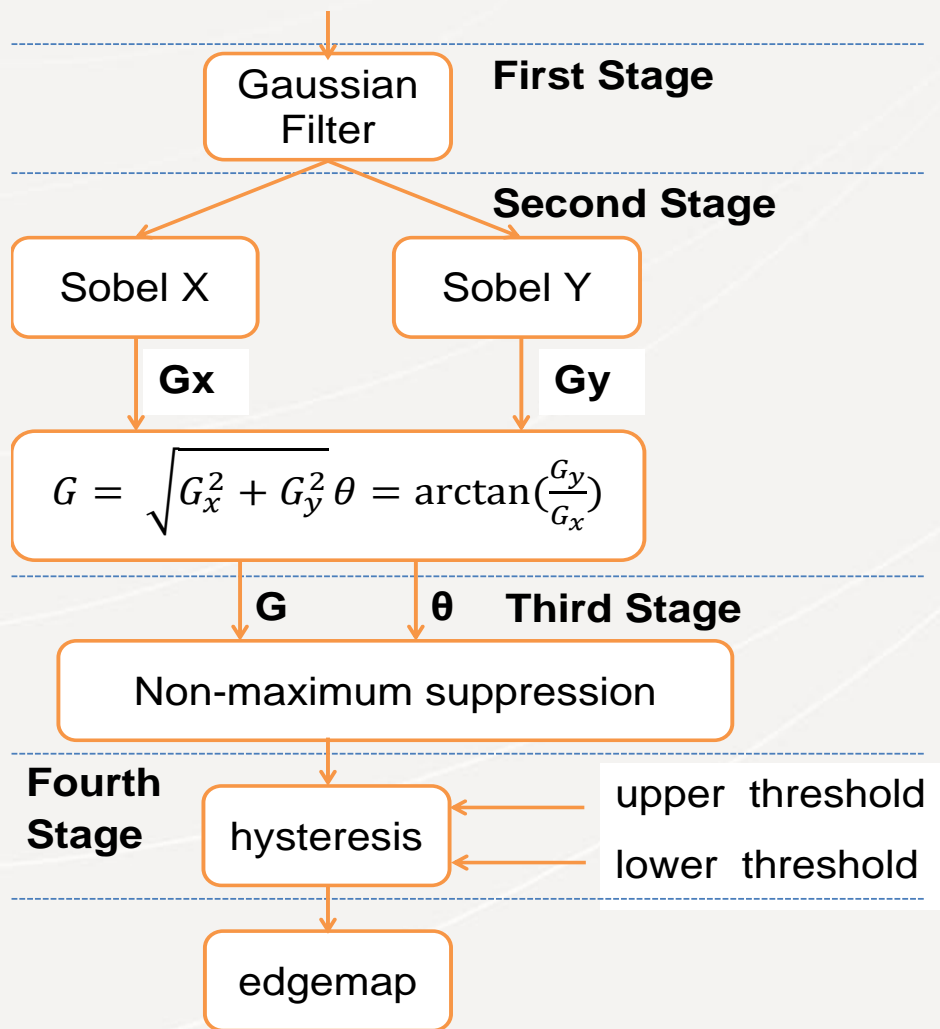 Gaussian
Filter
First Stage
Second Stage
Sobel X
Sobel Y
Gx
Gy
G = √(G_x^2 + G_y^2) θ = arctan(G_y/G_x)
G
θ
Third Stage
Non-maximum suppression
Fourth
Stage
hysteresis
upper threshold
lower threshold
edgemap